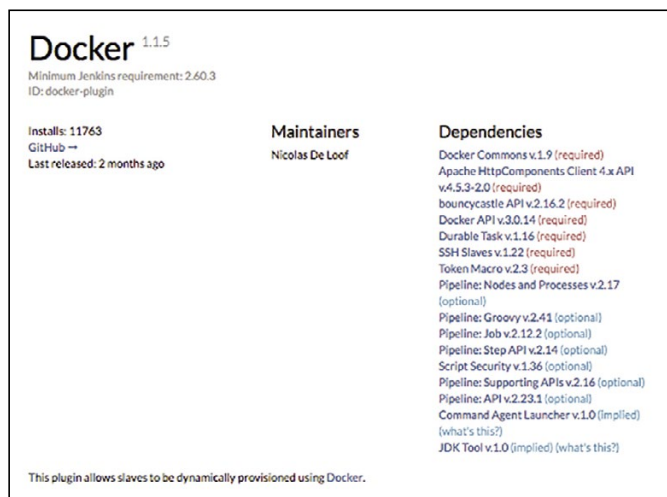 Docker 1.1.5
Minimum Jenkins requirement: 2.60.3
ID: docker-plugin
Installs: 11763
GitHub →
Last released: 2 months ago
Maintainers
Nicolas De Loof
Dependencies
Docker Commons v.1.9 (required)
Apache HttpComponents Client 4.x API
v.4.5.3-2.0 (required)
bouncycastle API v.2.16.2 (required)
Docker API v.3.0.14 (required)
Durable Task v.1.16 (required)
SSH Slaves v.1.22 (required)
Token Macro v.2.3 (required)
Pipeline: Nodes and Processes v.2.17
(optional)
Pipeline: Groovy v.2.41 (optional)
Pipeline: Job v.2.12.2 (optional)
Pipeline: Step API v.2.14 (optional)
Script Security v.1.36 (optional)
Pipeline: Supporting APIs v.2.16 (optional)
Pipeline: API v.2.23.1 (optional)
Command Agent Launcher v.1.0 (implied)
(what's this?)
JDK Tool v.1.0 (implied) (what's this?)
This plugin allows slaves to be dynamically provisioned using Docker.